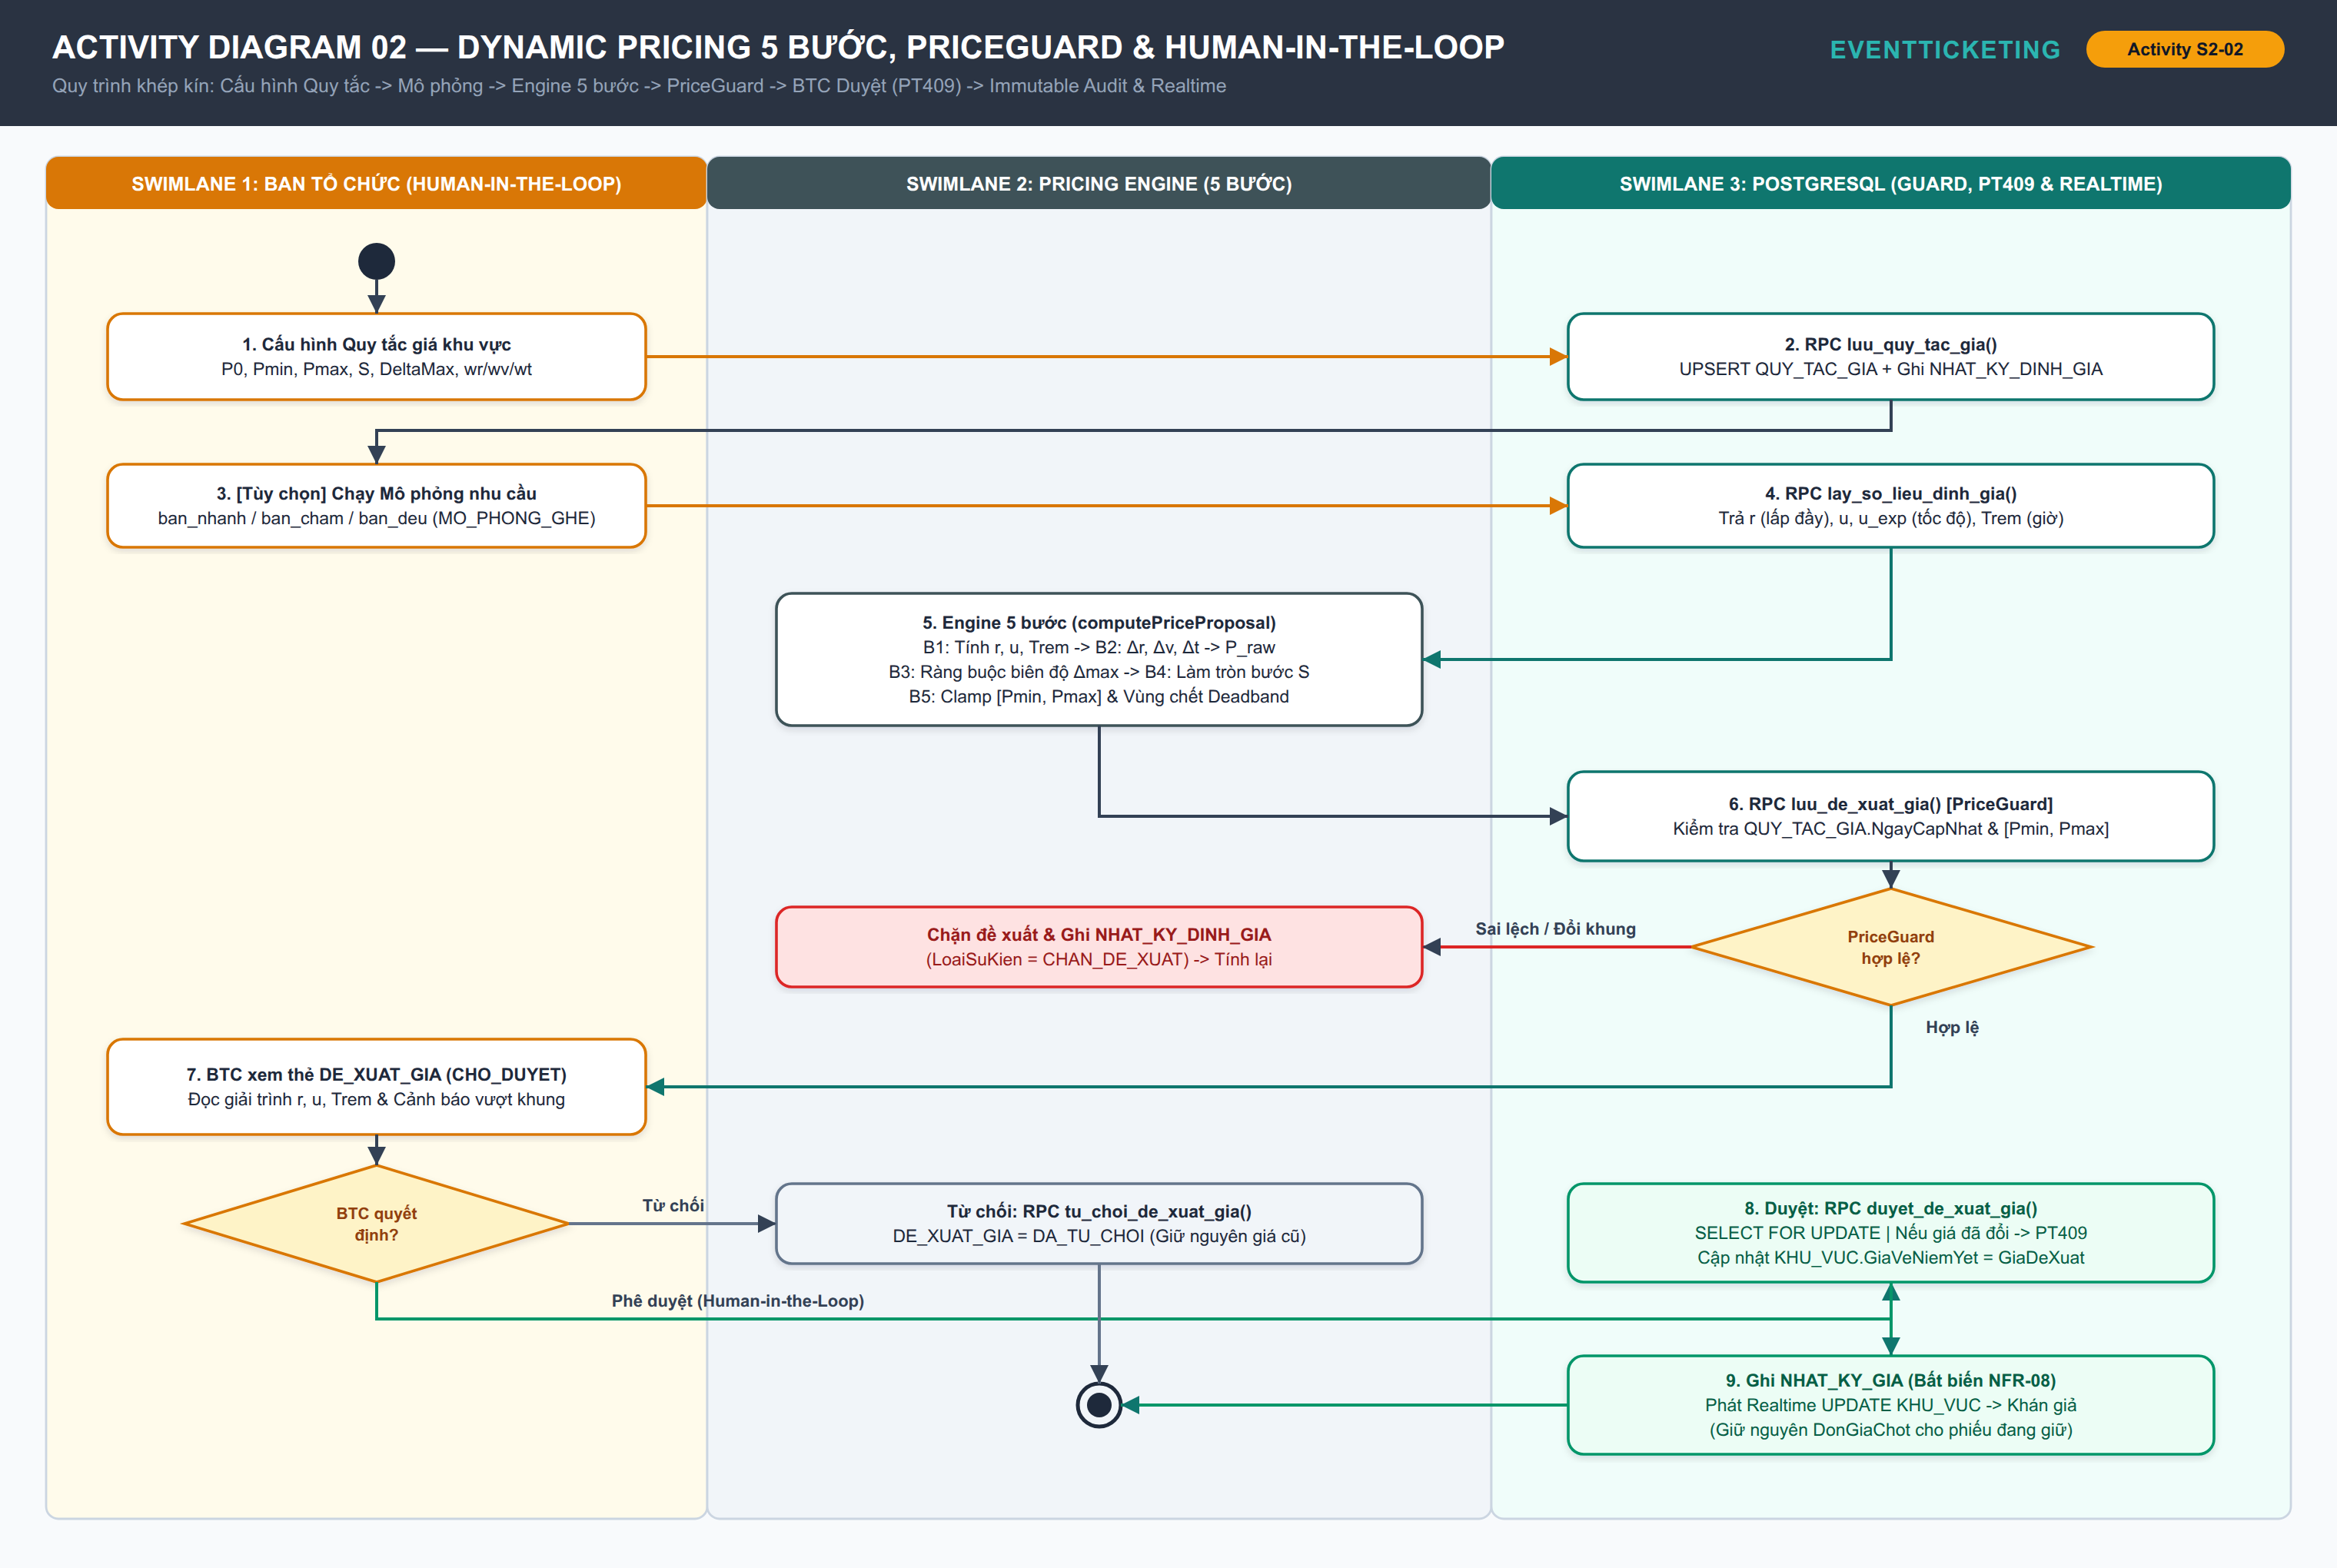 ACTIVITY DIAGRAM 02 — DYNAMIC PRICING 5 BƯỚC, PRICEGUARD & HUMAN-IN-THE-LOOP
Quy trình khép kín: Cấu hình Quy tắc -> Mô phỏng -> Engine 5 bước -> PriceGuard -> BTC Duyệt (PT409) -> Immutable Audit & Realtime
EVENTTICKETING
Activity S2-02
SWIMLANE 1: BAN TỔ CHỨC (HUMAN-IN-THE-LOOP)
SWIMLANE 2: PRICING ENGINE (5 BƯỚC)
SWIMLANE 3: POSTGRESQL (GUARD, PT409 & REALTIME)
1. Cấu hình Quy tắc giá khu vực
P0, Pmin, Pmax, S, DeltaMax, wr/wv/wt
2. RPC luu_quy_tac_gia()
UPSERT QUY_TAC_GIA + Ghi NHAT_KY_DINH_GIA
3. [Tùy chọn] Chạy Mô phỏng nhu cầu
ban_nhanh / ban_cham / ban_deu (MO_PHONG_GHE)
4. RPC lay_so_lieu_dinh_gia()
Trả r (lấp đầy), u, u_exp (tốc độ), Trem (giờ)
5. Engine 5 bước (computePriceProposal)
B1: Tính r, u, Trem -> B2: Δr, Δv, Δt -> P_raw
B3: Ràng buộc biên độ Δmax -> B4: Làm tròn bước S
B5: Clamp [Pmin, Pmax] & Vùng chết Deadband
6. RPC luu_de_xuat_gia() [PriceGuard]
Kiểm tra QUY_TAC_GIA.NgayCapNhat & [Pmin, Pmax]
Chặn đề xuất & Ghi NHAT_KY_DINH_GIA
(LoaiSuKien = CHAN_DE_XUAT) -> Tính lại
Sai lệch / Đổi khung
PriceGuard
hợp lệ?
Hợp lệ
7. BTC xem thẻ DE_XUAT_GIA (CHO_DUYET)
Đọc giải trình r, u, Trem & Cảnh báo vượt khung
BTC quyết
định?
Từ chối
Từ chối: RPC tu_choi_de_xuat_gia()
DE_XUAT_GIA = DA_TU_CHOI (Giữ nguyên giá cũ)
8. Duyệt: RPC duyet_de_xuat_gia()
SELECT FOR UPDATE | Nếu giá đã đổi -> PT409
Cập nhật KHU_VUC.GiaVeNiemYet = GiaDeXuat
Phê duyệt (Human-in-the-Loop)
9. Ghi NHAT_KY_GIA (Bất biến NFR-08)
Phát Realtime UPDATE KHU_VUC -> Khán giả
(Giữ nguyên DonGiaChot cho phiếu đang giữ)